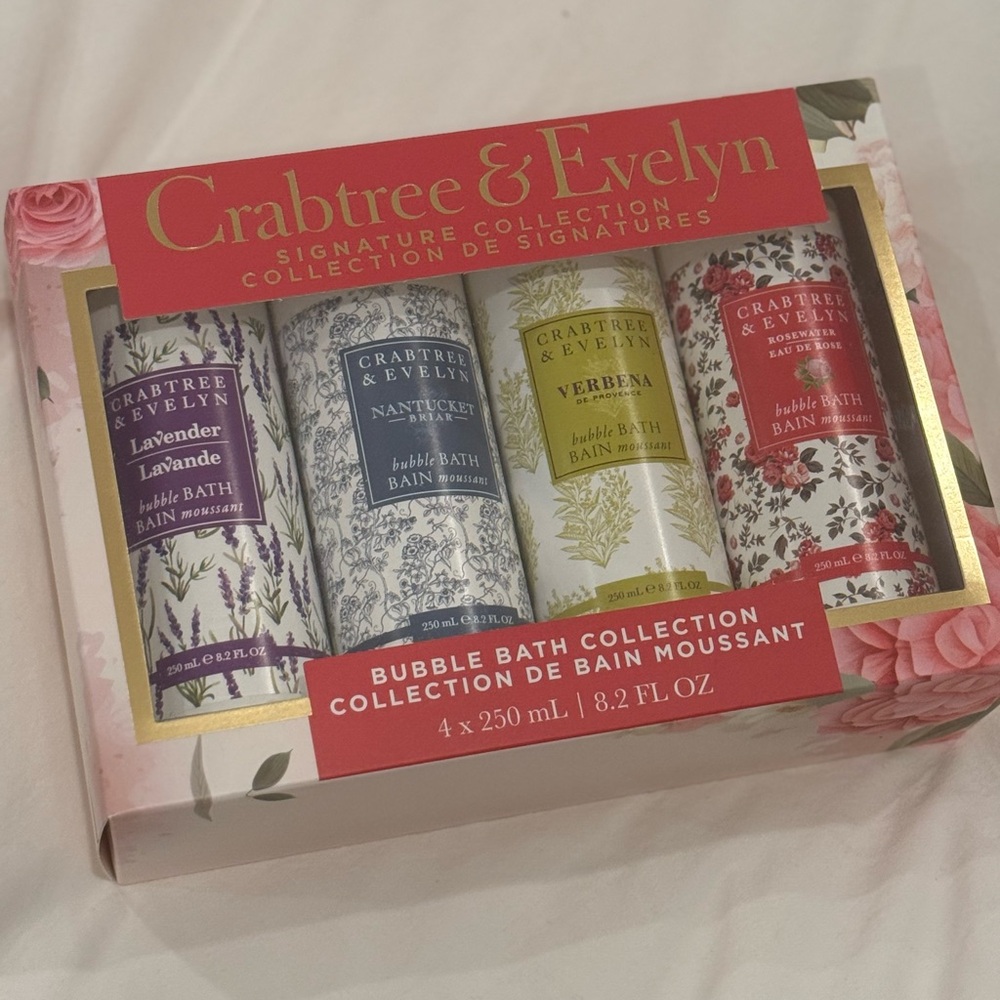 Crabtree & Evelyn
SIGNATURE COLLECTION
COLLECTION DE SIGNATURES
CRABTREE
& EVELYN
Lavender
Lavande
bubble BATH
BAIN moussant
250 mL e 8.2 FL OZ
CRABTREE
& EVELYN
NANTUCKET
BRIAR
bubble BATH
BAIN moussant
250 mL e 8.2 FL OZ
CRABTREE
& EVELYN
VERBENA
DE PROVENCE
bubble BATH
BAIN moussant
250 mL e 8.2 FL OZ
CRABTREE
& EVELYN
ROSEWATER
EAU DE ROSE
bubble BATH
BAIN moussant
250 mL e 8.2 FL OZ
BUBBLE BATH COLLECTION
COLLECTION DE BAIN MOUSSANT
4 x 250 mL | 8.2 FL OZ